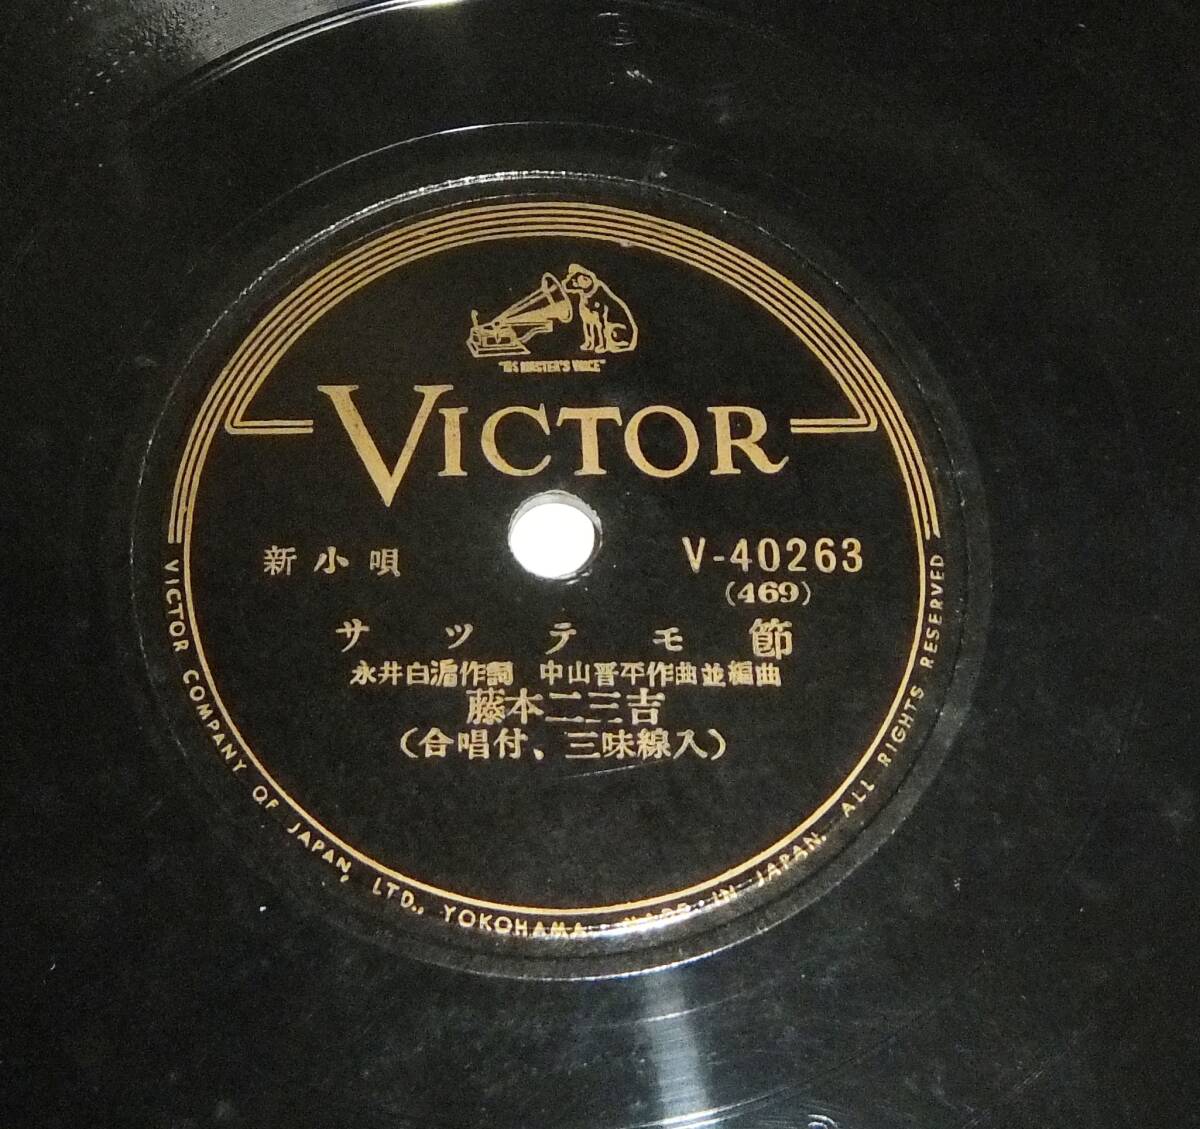 "HIS MASTER'S VOICE"
VICTOR
新小唄
V-40263
(469)
サツテモ節
永井白湄作詞 中山晋平作曲並編曲
藤本二三吉
(合唱付、三味線入)
VICTOR COMPANY OF JAPAN, LTD., YOKOHAMA. · MADE · IN JAPAN. ALL RIGHTS RESERVED